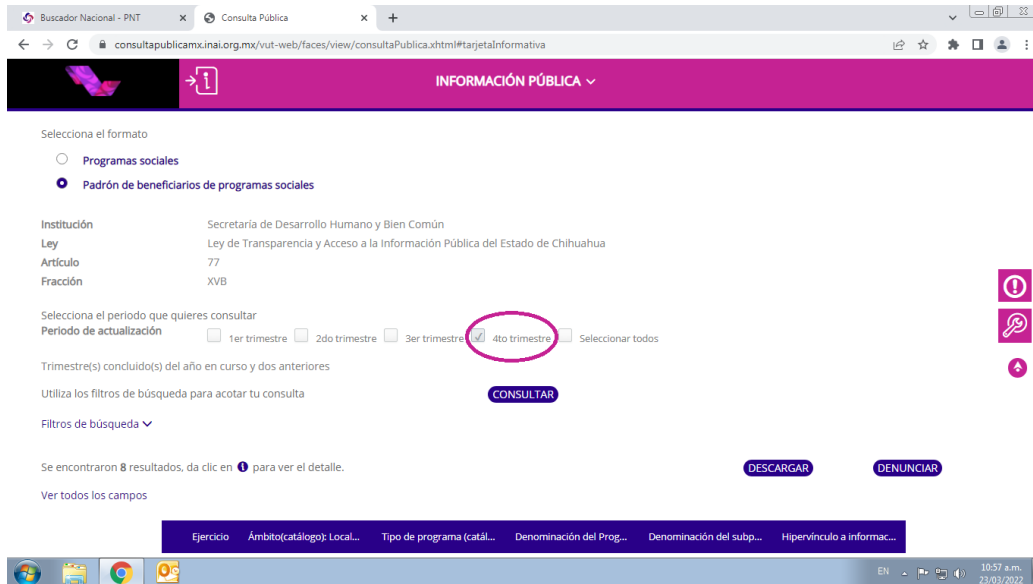 Buscador Nacional - PNT
Consulta Pública
consultapublicamx.inai.org.mx/vut-web/faces/view/consultaPublica.xhtml#tarjetaInformativa
INFORMACIÓN PÚBLICA
Selecciona el formato
Programas sociales
Padrón de beneficiarios de programas sociales
Institución Secretaría de Desarrollo Humano y Bien Común
Ley Ley de Transparencia y Acceso a la Información Pública del Estado de Chihuahua
Artículo 77
Fracción XVB
Selecciona el periodo que quieres consultar
Periodo de actualización 1er trimestre 2do trimestre 3er trimestre 4to trimestre Seleccionar todos
Trimestre(s) concluido(s) del año en curso y dos anteriores
Utiliza los filtros de búsqueda para acotar tu consulta CONSULTAR
Filtros de búsqueda
Se encontraron 8 resultados, da clic en i para ver el detalle. DESCARGAR DENUNCIAR
Ver todos los campos
Ejercicio Ámbito(catálogo): Local... Tipo de programa (catál... Denominación del Prog... Denominación del subp... Hipervínculo a informac...
EN 10:57 a.m.
23/03/2022